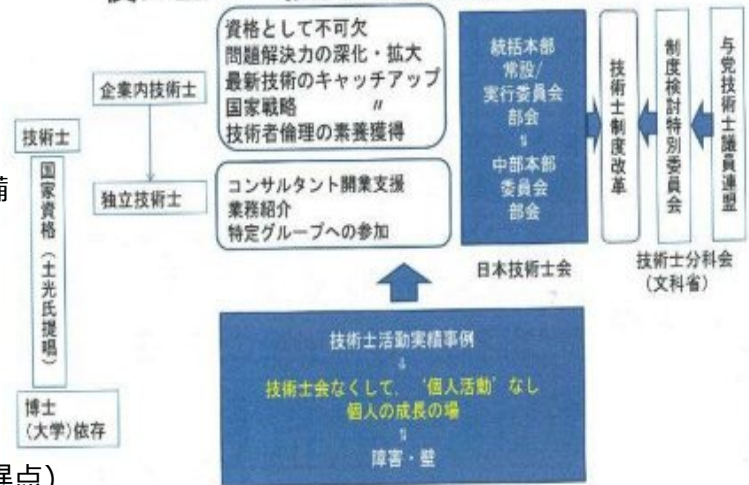 企業内技術士
技術士
国家資格(土光氏提唱)
独立技術士
博士
(大学)依存
資格として不可欠
問題解決力の深化・拡大
最新技術のキャッチアップ
国家戦略 〃
技術者倫理の素養獲得
コンサルタント開業支援
業務紹介
特定グループへの参加
統括本部
常設/
実行委員会
部会
⇅
中部本部
委員会
部会
日本技術士会
技術士制度改革
制度検討特別委員会
与党技術士議員連盟
技術士分科会
(文科省)
技術士活動実績事例
⇓
技術士会なくして、‘個人活動’なし
個人の成長の場
⇅
障害・壁